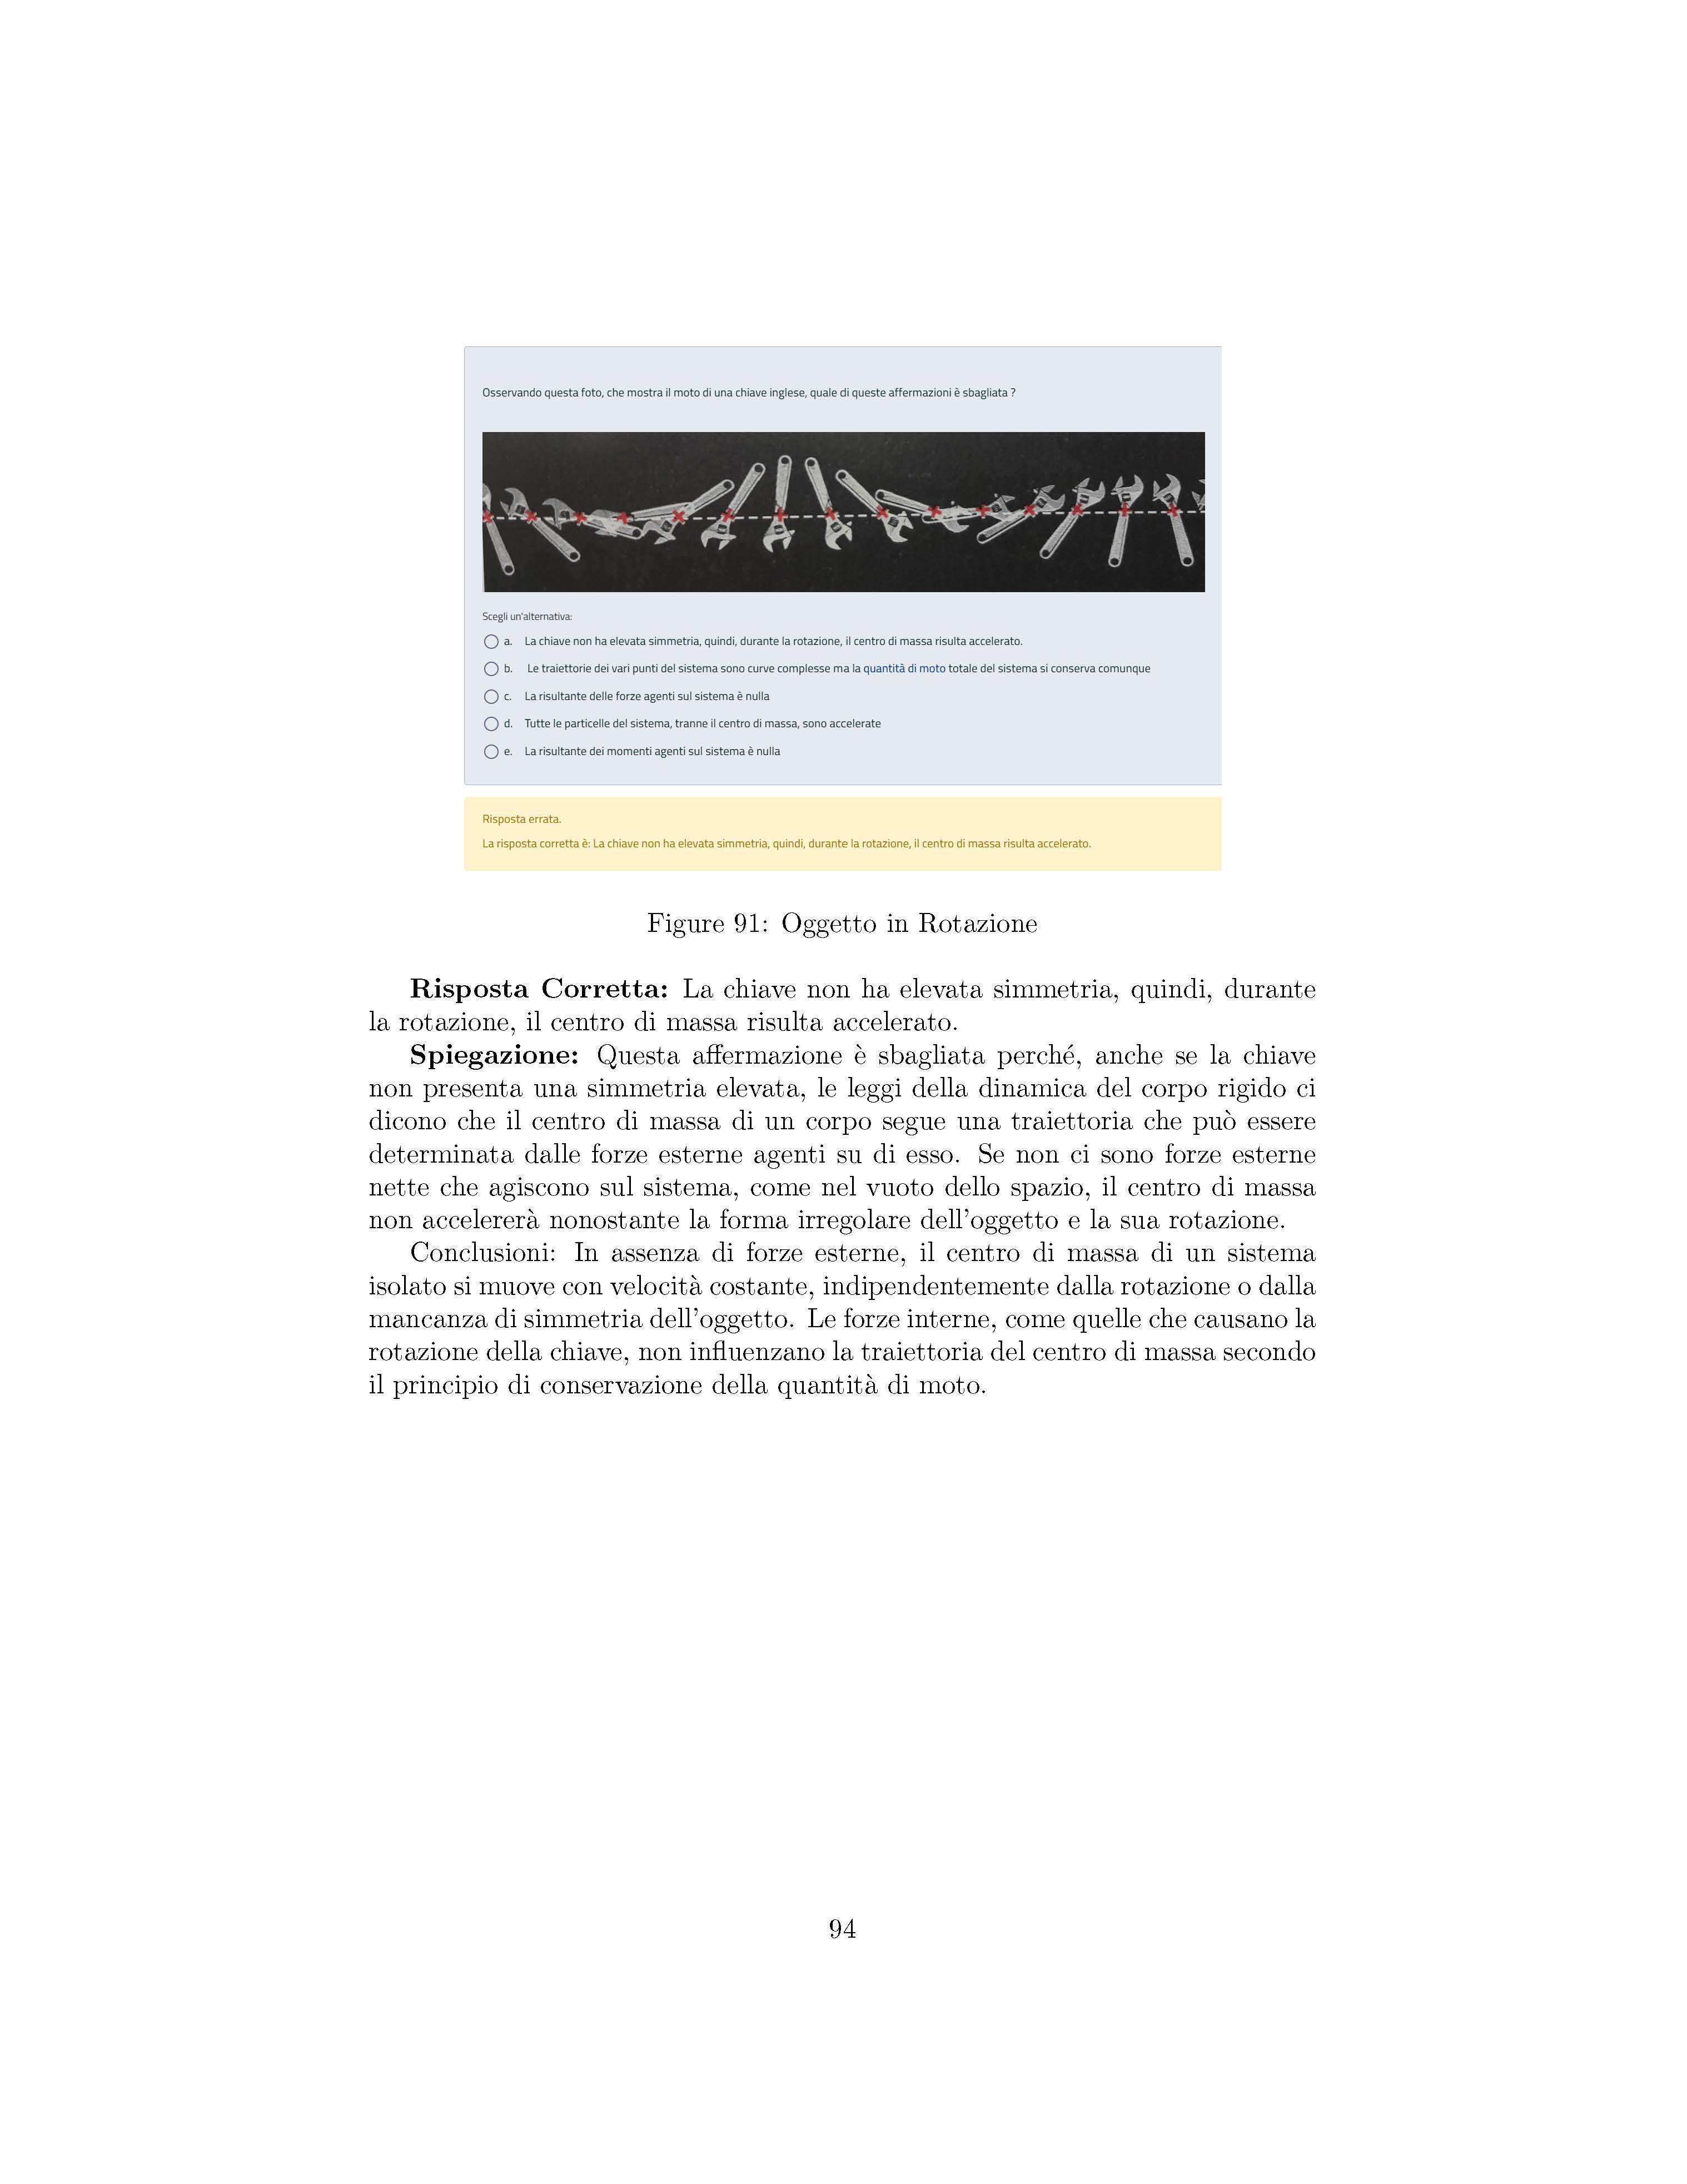 Osservando questa foto, che mostra il moto di una chiave inglese, quale di queste affermazioni è sbagliata ?
Scegli un'alternativa:
a. La chiave non ha elevata simmetria, quindi, durante la rotazione, il centro di massa risulta accelerato.
b. Le traiettorie dei vari punti del sistema sono curve complesse ma la quantità di moto totale del sistema si conserva comunque
c. La risultante delle forze agenti sul sistema è nulla
d. Tutte le particelle del sistema, tranne il centro di massa, sono accelerate
e. La risultante dei momenti agenti sul sistema è nulla
Risposta errata.
La risposta corretta è: La chiave non ha elevata simmetria, quindi, durante la rotazione, il centro di massa risulta accelerato.
Figure 91: Oggetto in Rotazione
Risposta Corretta: La chiave non ha elevata simmetria, quindi, durante
la rotazione, il centro di massa risulta accelerato.
Spiegazione: Questa affermazione è sbagliata perché, anche se la chiave
non presenta una simmetria elevata, le leggi della dinamica del corpo rigido ci
dicono che il centro di massa di un corpo segue una traiettoria che può essere
determinata dalle forze esterne agenti su di esso. Se non ci sono forze esterne
nette che agiscono sul sistema, come nel vuoto dello spazio, il centro di massa
non accelererà nonostante la forma irregolare dell'oggetto e la sua rotazione.
Conclusioni: In assenza di forze esterne, il centro di massa di un sistema
isolato si muove con velocità costante, indipendentemente dalla rotazione o dalla
mancanza di simmetria dell'oggetto. Le forze interne, come quelle che causano la
rotazione della chiave, non influenzano la traiettoria del centro di massa secondo
il principio di conservazione della quantità di moto.
94